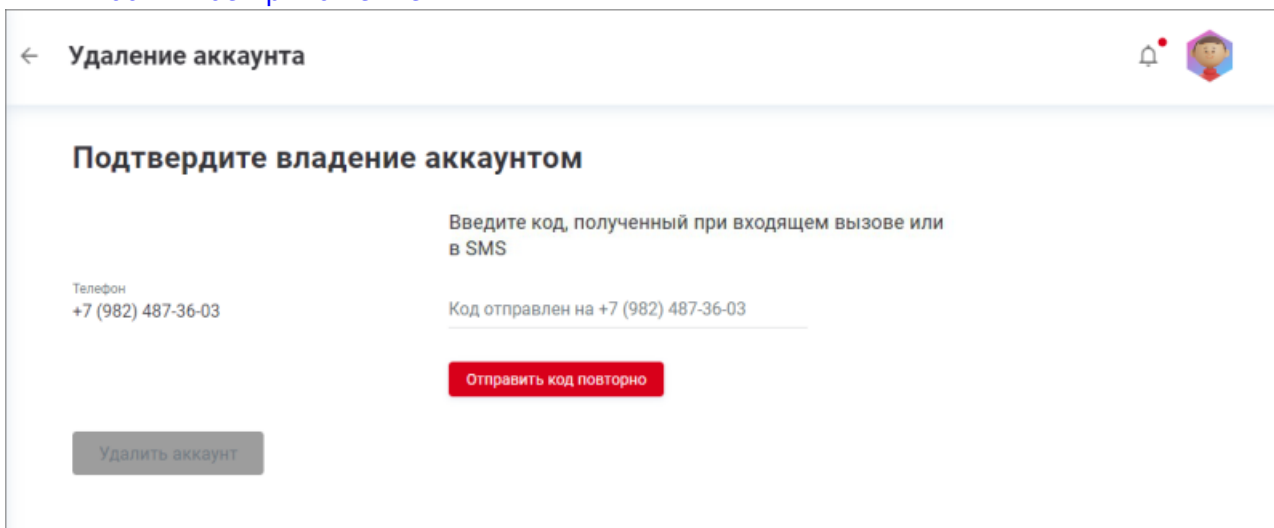 Удаление аккаунта
Подтвердите владение аккаунтом
Введите код, полученный при входящем вызове или
в SMS
Телефон
+7 (982) 487-36-03
Код отправлен на +7 (982) 487-36-03
Отправить код повторно
Удалить аккаунт